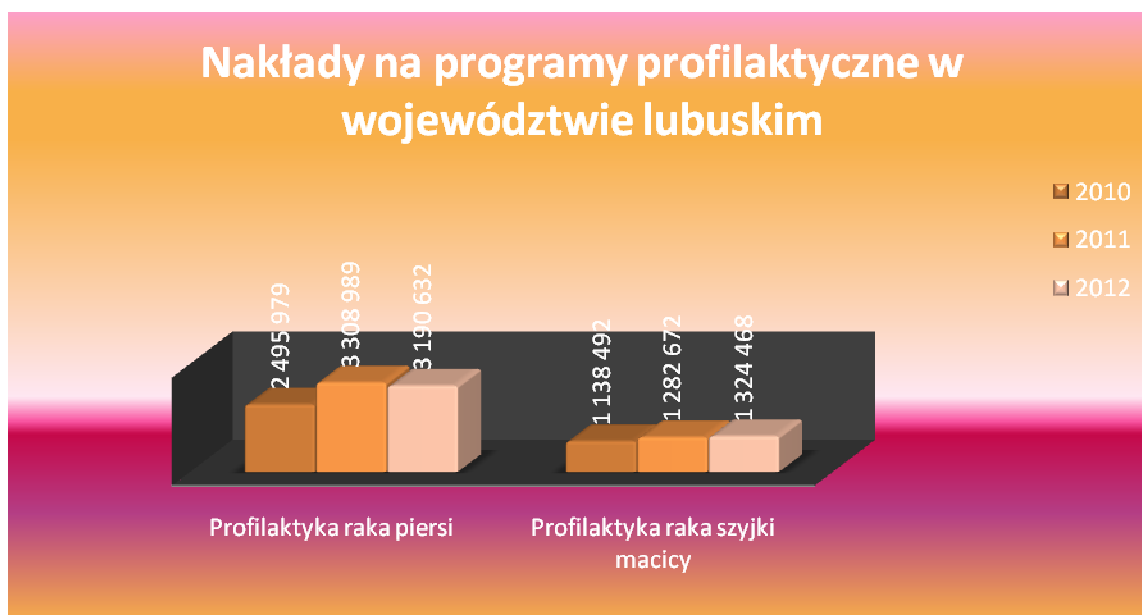 Nakłady na programy profilaktyczne w
województwie lubuskim
2010
2011
2012
2 495 979
3 308 989
3 190 632
1 138 492
1 282 672
1 324 468
Profilaktyka raka piersi
Profilaktyka raka szyjki
macicy